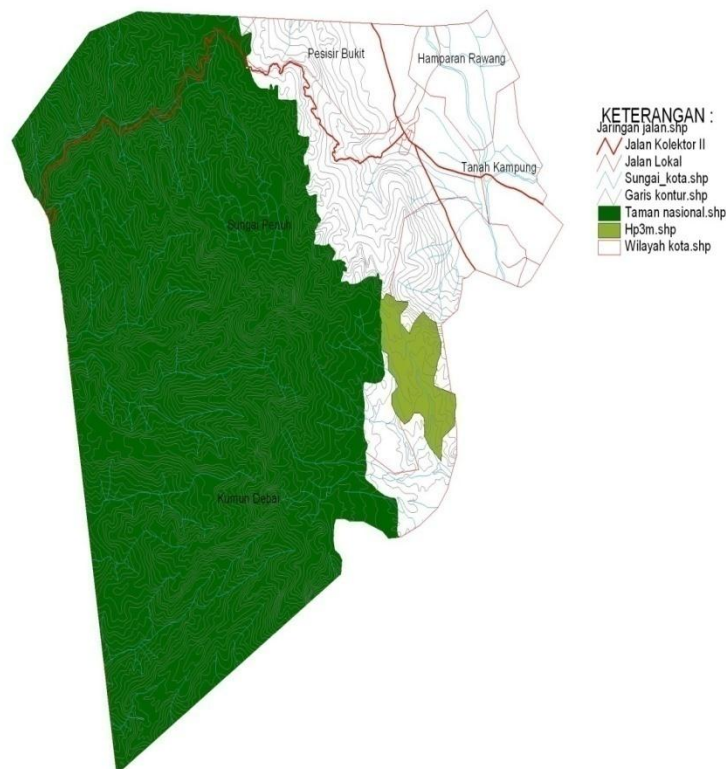 Pesisir Bukit
Hamparan Rawang
Tanah Kampung
Sungai Penuh
Kumun Debai
KETERANGAN :
Jaringan jalan.shp
Jalan Kolektor II
Jalan Lokal
Sungai_kota.shp
Garis kontur.shp
Taman nasional.shp
Hp3m.shp
Wilayah kota.shp